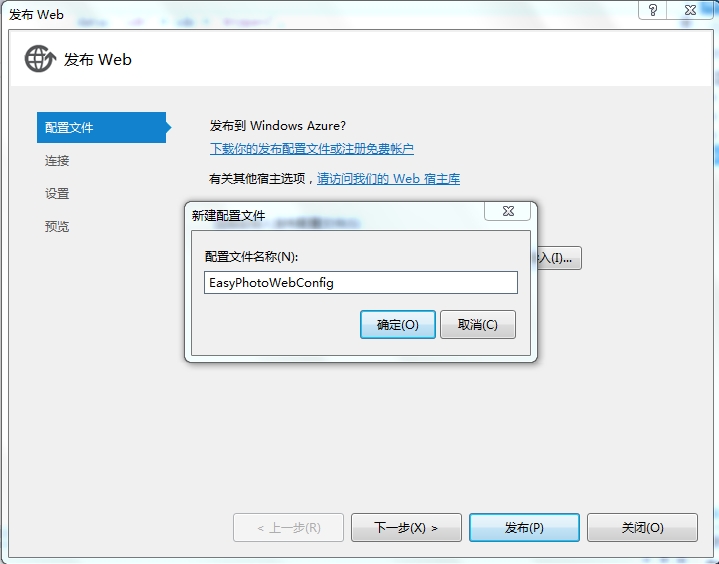 发布 Web
?
发布 Web
配置文件
连接
设置
预览
发布到 Windows Azure?
下载你的发布配置文件或注册免费帐户
有关其他宿主选项，请访问我们的 Web 宿主库
新建配置文件
入(I)...
配置文件名称(N):
EasyPhotoWebConfig
确定(O)
取消(C)
< 上一步(R)
下一步(X) >
发布(P)
关闭(O)